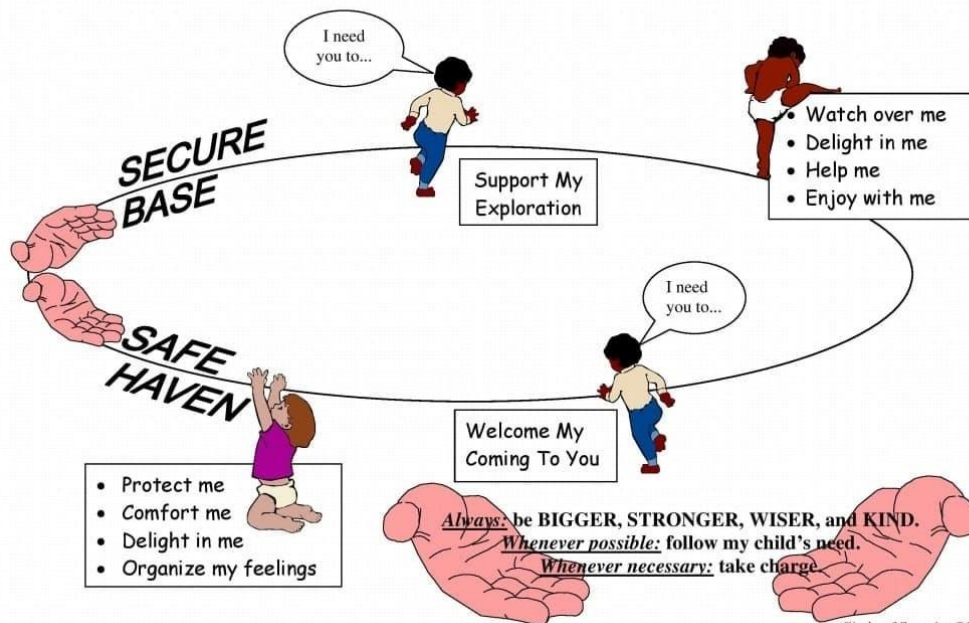 I need
you to...
SECURE
BASE
Support My
Exploration
• Watch over me
• Delight in me
• Help me
• Enjoy with me
I need
you to...
SAFE
HAVEN
Welcome My
Coming To You
• Protect me
• Comfort me
• Delight in me
• Organize my feelings
Always: be BIGGER, STRONGER, WISER, and KIND.
Whenever possible: follow my child's need.
Whenever necessary: take charge.